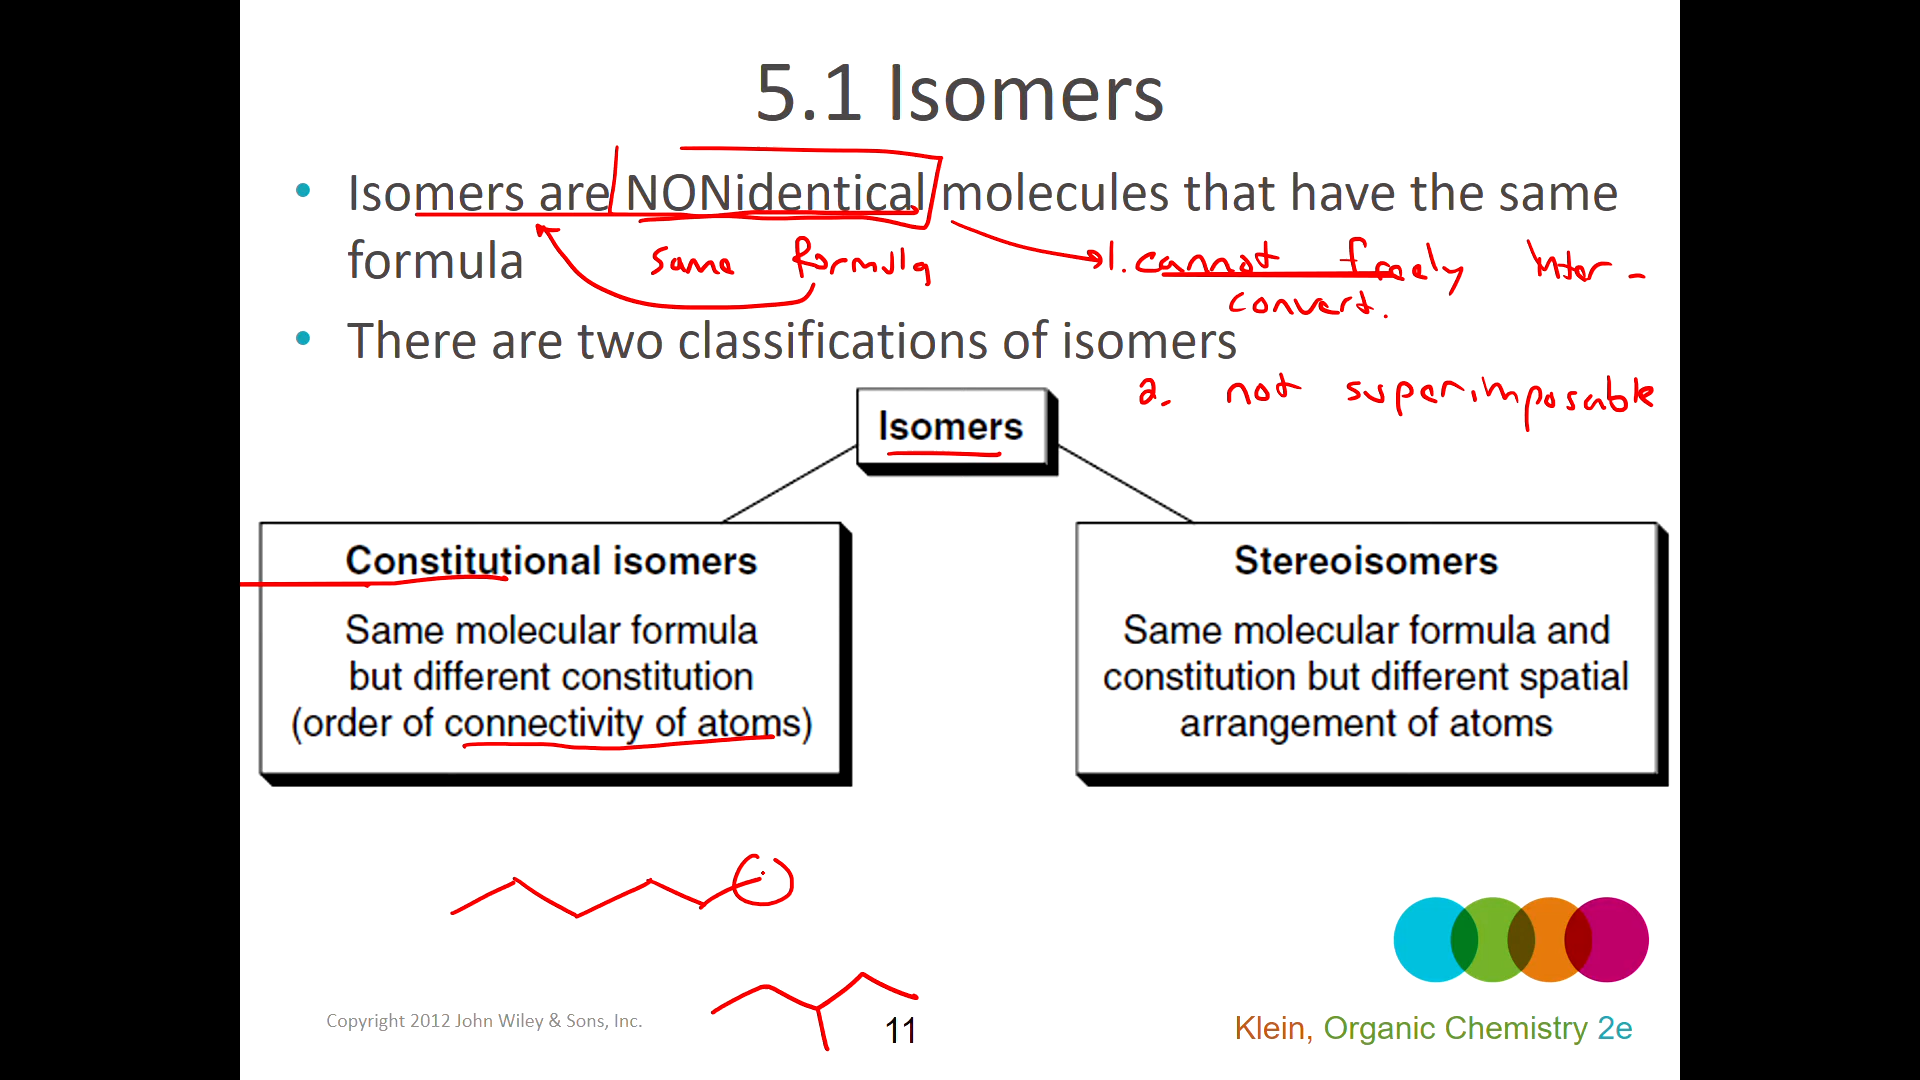 5.1 Isomers
• Isomers are NONidentical molecules that have the same
formula
same formula
1. cannot freely inter-
convert.
• There are two classifications of isomers
2. not superimposable
Isomers
Constitutional isomers
Same molecular formula
but different constitution
(order of connectivity of atoms)
Stereoisomers
Same molecular formula and
constitution but different spatial
arrangement of atoms
Copyright 2012 John Wiley & Sons, Inc.
11
Klein, Organic Chemistry 2e